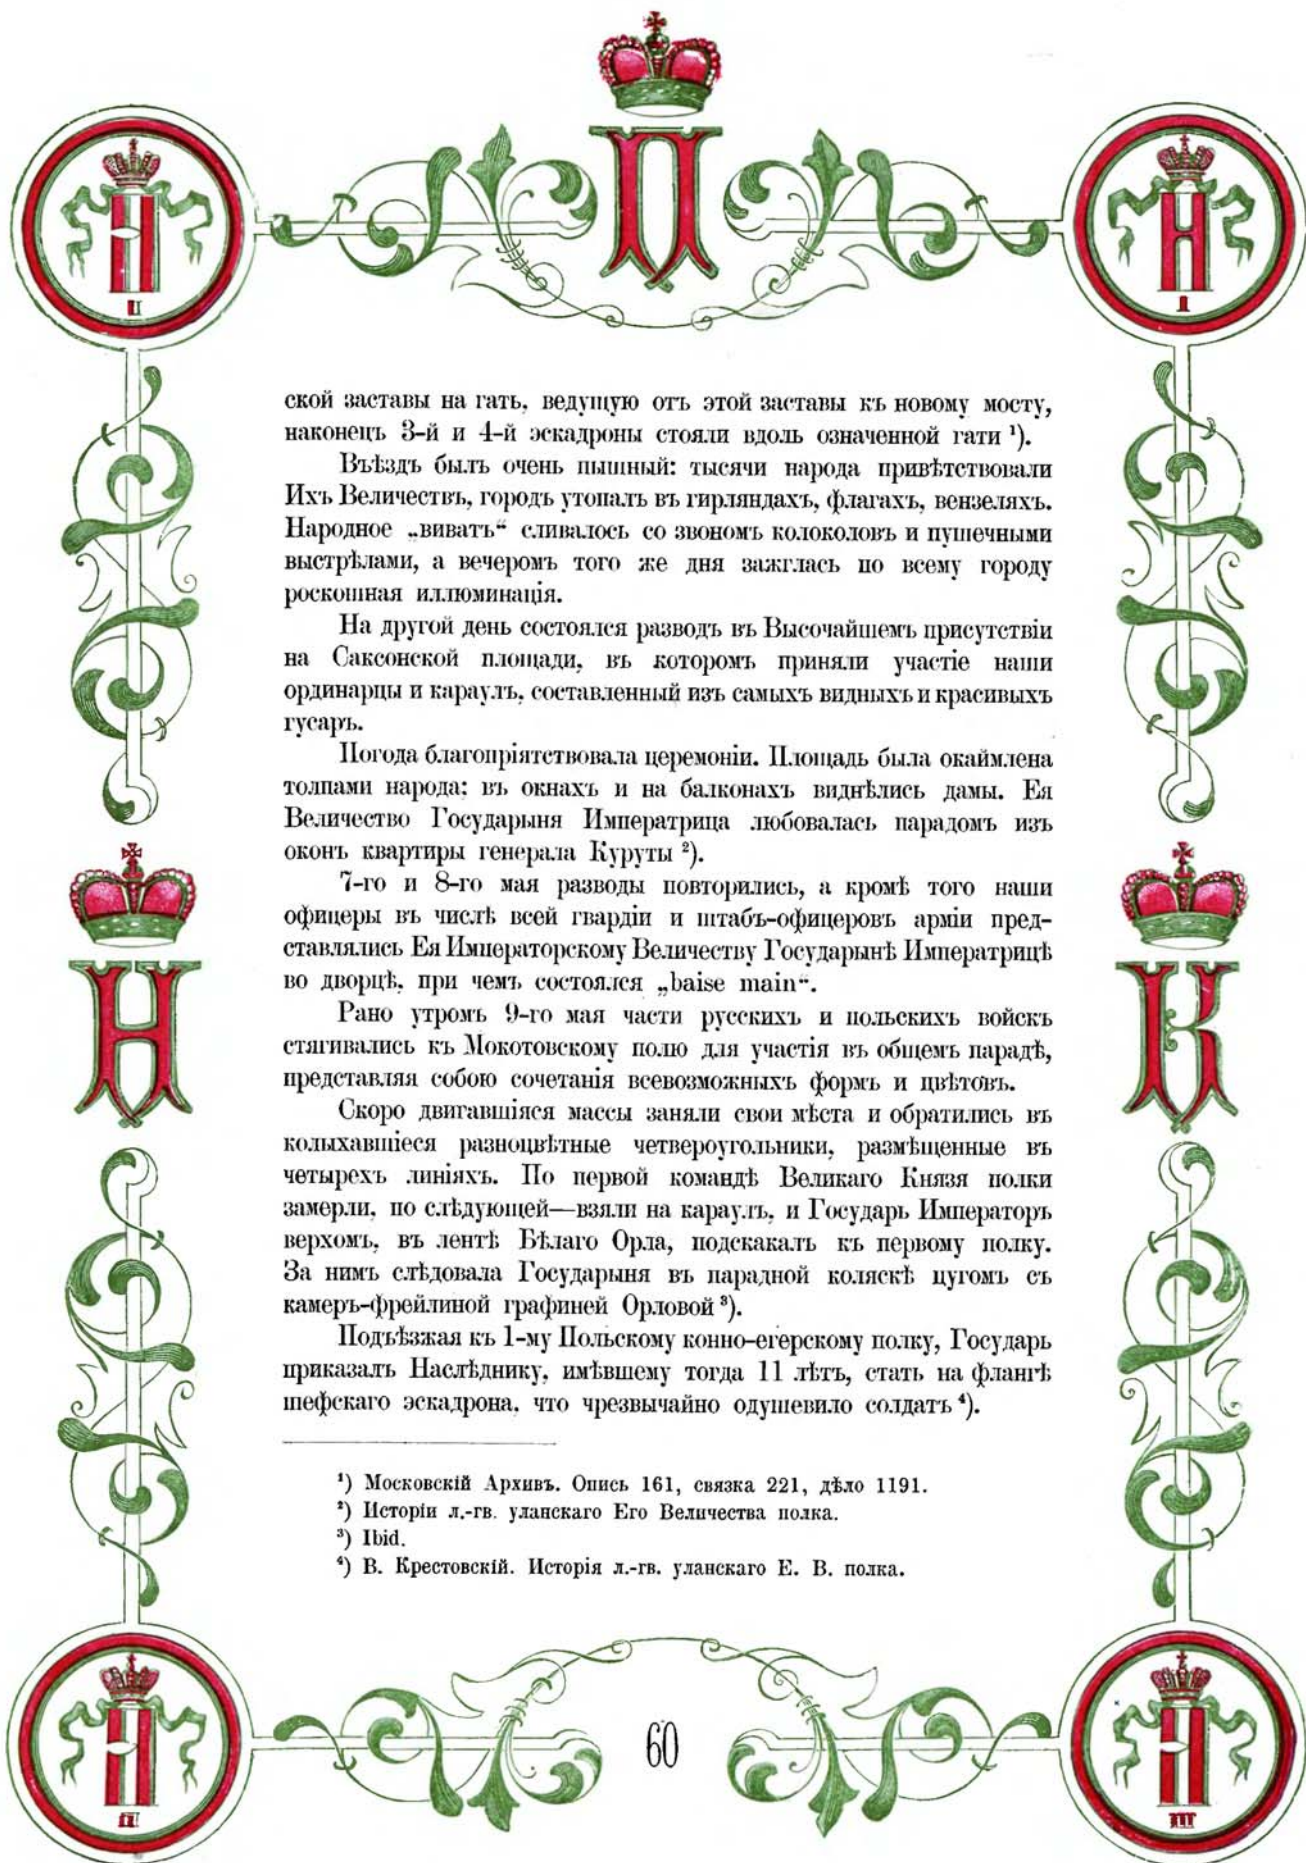 П
II
I
ской заставы на гать, ведущую отъ этой заставы къ новому мосту,
наконецъ 3-й и 4-й эскадроны стояли вдоль означенной гати ¹).
Въѣздъ былъ очень пышный: тысячи народа привѣтствовали
Ихъ Величествъ, городъ утопалъ въ гирляндахъ, флагахъ, вензеляхъ.
Народное „виватъ“ сливалось со звономъ колоколовъ и пушечными
выстрѣлами, а вечеромъ того же дня зажглась по всему городу
роскошная иллюминація.
На другой день состоялся разводъ въ Высочайшемъ присутствіи
на Саксонской площади, въ которомъ приняли участіе наши
ординарцы и караулъ, составленный изъ самыхъ видныхъ и красивыхъ
гусаръ.
Погода благопріятствовала церемоніи. Площадь была окаймлена
толпами народа; въ окнахъ и на балконахъ виднѣлись дамы. Ея
Величество Государыня Императрица любовалась парадомъ изъ
оконъ квартиры генерала Куруты ²).
7-го и 8-го мая разводы повторились, а кромѣ того наши
офицеры въ числѣ всей гвардіи и штабъ-офицеровъ арміи пред-
ставлялись Ея Императорскому Величеству Государынѣ Императрицѣ
во дворцѣ, при чемъ состоялся „baise main“.
Рано утромъ 9-го мая части русскихъ и польскихъ войскъ
стягивались къ Мокотовскому полю для участія въ общемъ парадѣ,
представляя собою сочетанія всевозможныхъ формъ и цвѣтовъ.
Скоро двигавшіяся массы заняли свои мѣста и обратились въ
колыхавшіеся разноцвѣтные четвероугольники, размѣщенные въ
четырехъ линіяхъ. По первой командѣ Великаго Князя полки
замерли, по слѣдующей—взяли на караулъ, и Государь Императоръ
верхомъ, въ лентѣ Бѣлаго Орла, подскакалъ къ первому полку.
За нимъ слѣдовала Государыня въ парадной коляскѣ цугомъ съ
камеръ-фрейлиной графиней Орловой ³).
Подъѣзжая къ 1-му Польскому конно-егерскому полку, Государь
приказалъ Наслѣднику, имѣвшему тогда 11 лѣтъ, стать на флангѣ
шефскаго эскадрона, что чрезвычайно одушевило солдатъ ⁴).
Н
К
¹) Московскій Архивъ. Опись 161, связка 221, дѣло 1191.
²) Исторіи л.-гв. уланскаго Его Величества полка.
³) Ibid.
⁴) В. Крестовскій. Исторія л.-гв. уланскаго Е. В. полка.
60
III